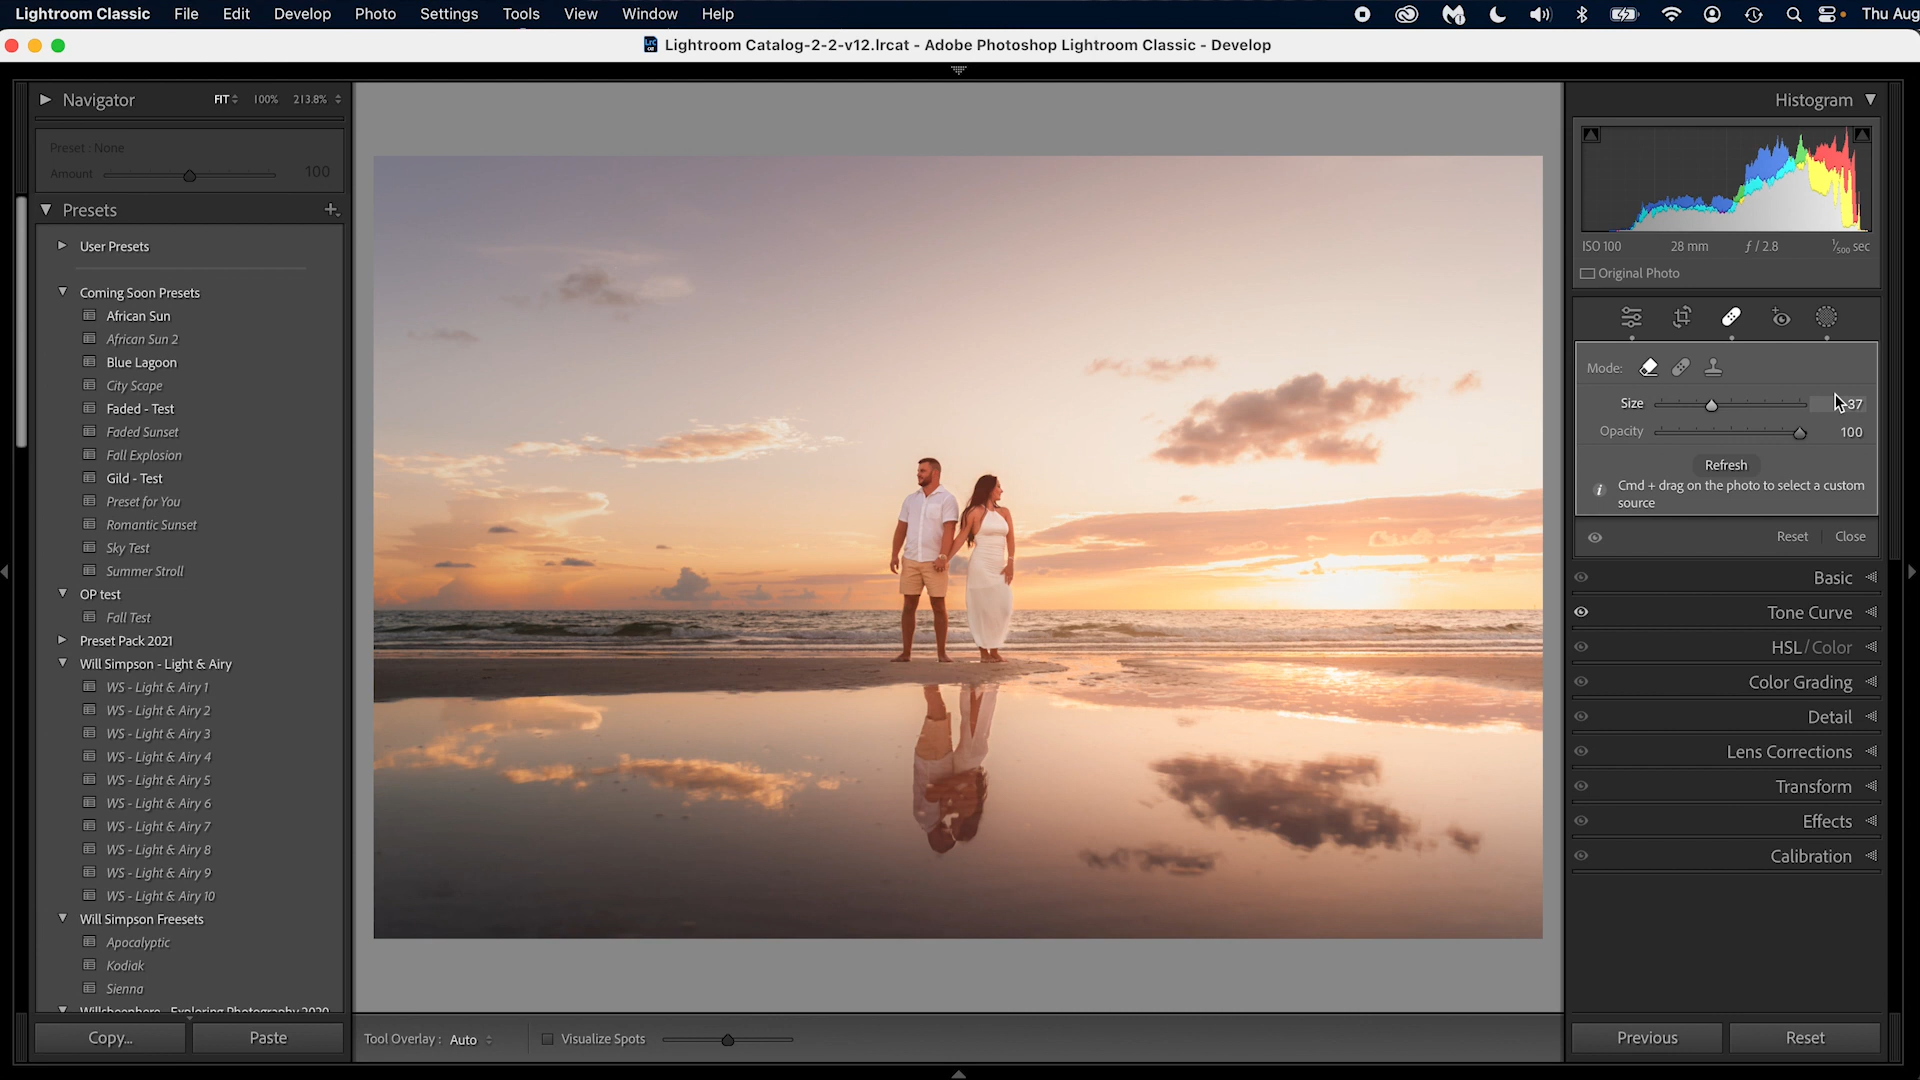 Lightroom Classic File Edit Develop Photo Settings Tools View Window Help Thu Aug
Lightroom Catalog-2-2-v12.lrcat - Adobe Photoshop Lightroom Classic - Develop
Navigator FIT 100% 213.8%
Preset : None
Amount 100
Presets
User Presets
Coming Soon Presets
African Sun
African Sun 2
Blue Lagoon
City Scape
Faded - Test
Faded Sunset
Fall Explosion
Gild - Test
Preset for You
Romantic Sunset
Sky Test
Summer Stroll
OP test
Fall Test
Preset Pack 2021
Will Simpson - Light & Airy
WS - Light & Airy 1
WS - Light & Airy 2
WS - Light & Airy 3
WS - Light & Airy 4
WS - Light & Airy 5
WS - Light & Airy 6
WS - Light & Airy 7
WS - Light & Airy 8
WS - Light & Airy 9
WS - Light & Airy 10
Will Simpson Freesets
Apocalyptic
Kodiak
Sienna
Exploring Photography 2020
Copy... Paste
Tool Overlay : Auto Visualize Spots
Histogram
ISO 100 28 mm ƒ / 2.8 1/500 sec
Original Photo
Mode:
Size 37
Opacity 100
Refresh
Cmd + drag on the photo to select a custom
source
Reset Close
Basic
Tone Curve
HSL / Color
Color Grading
Detail
Lens Corrections
Transform
Effects
Calibration
Previous Reset